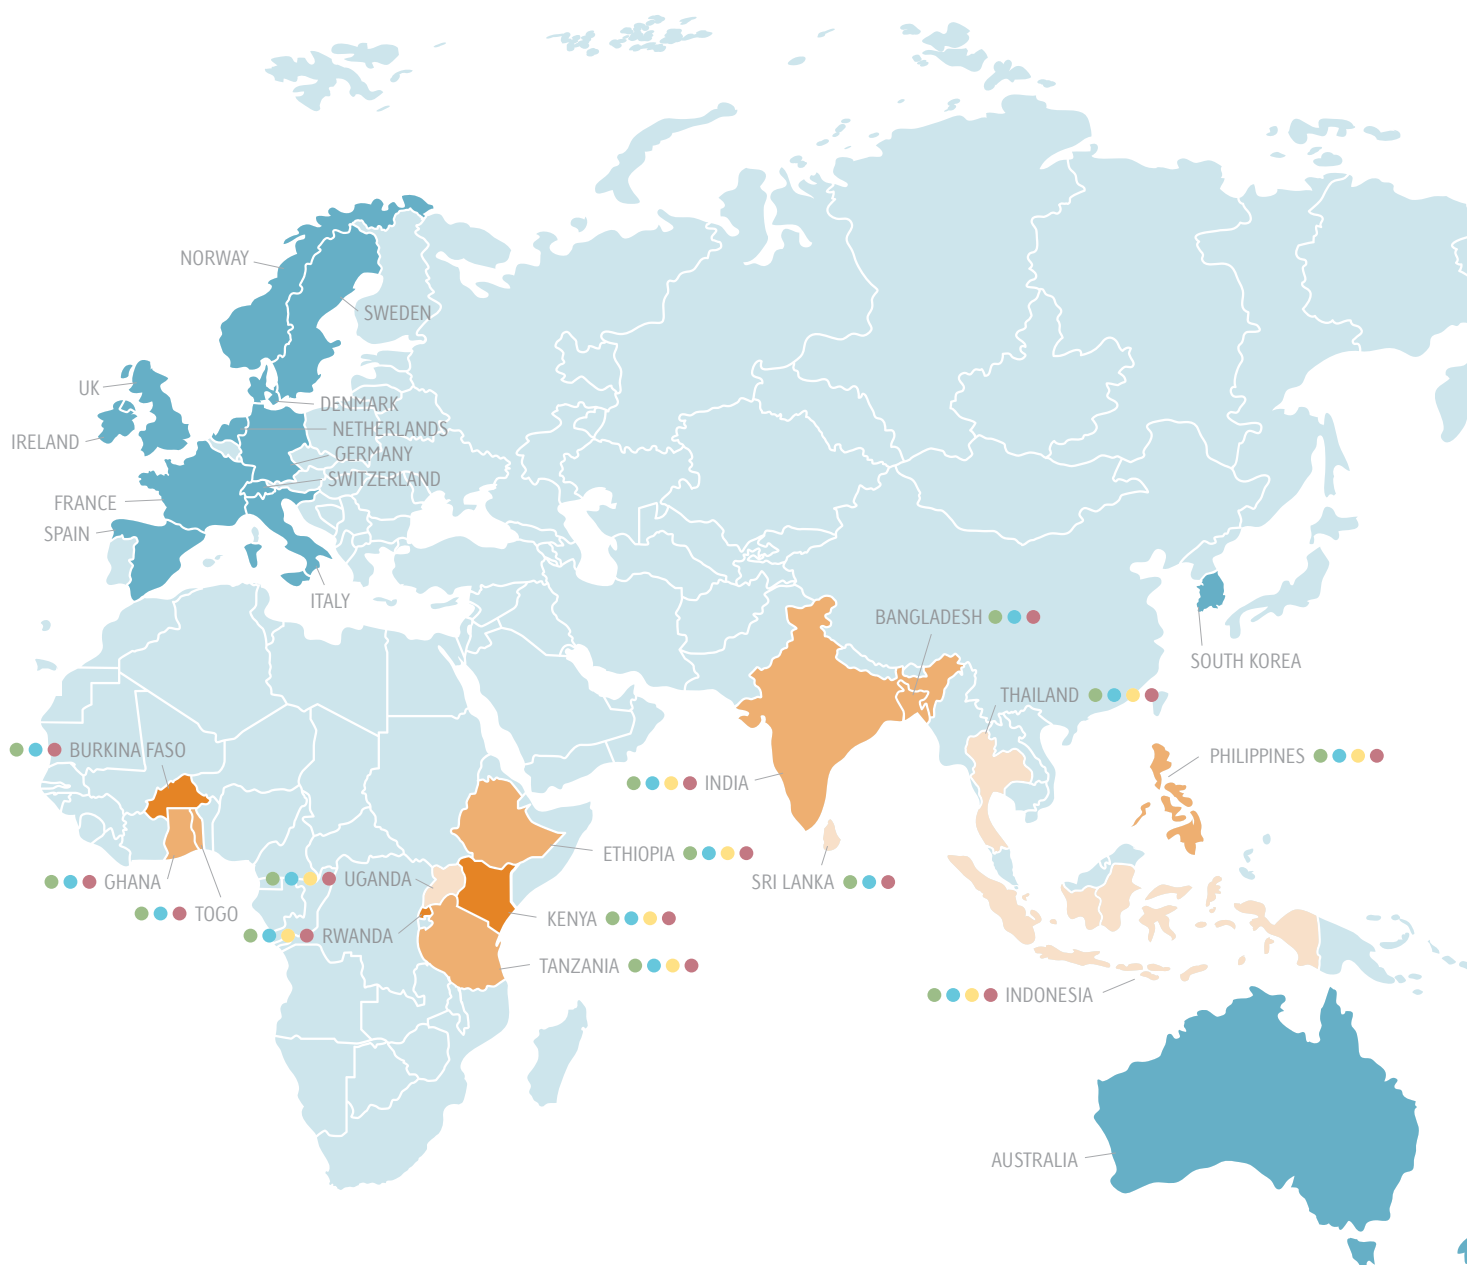 NORWAY
SWEDEN
UK
DENMARK
NETHERLANDS
IRELAND
GERMANY
SWITZERLAND
FRANCE
SPAIN
ITALY
BANGLADESH
SOUTH KOREA
THAILAND
BURKINA FASO
PHILIPPINES
INDIA
ETHIOPIA
GHANA
UGANDA
SRI LANKA
TOGO
KENYA
RWANDA
TANZANIA
INDONESIA
AUSTRALIA